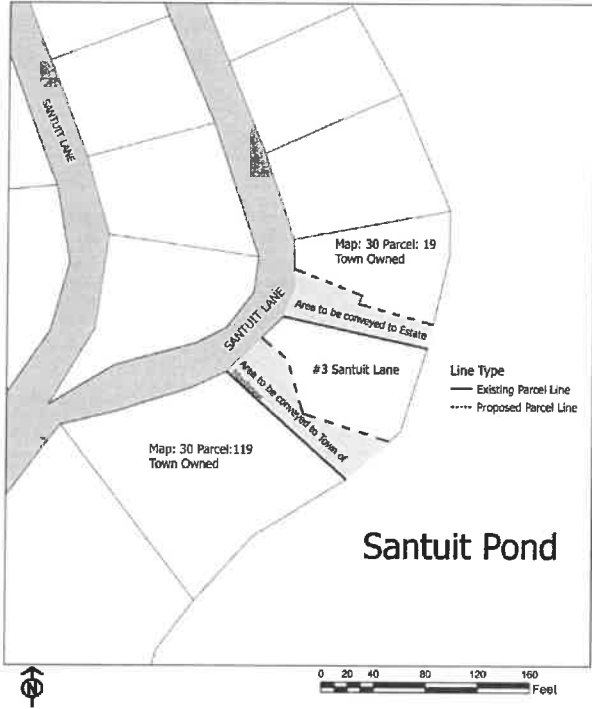 SANTUIT LANE
Map: 30 Parcel: 19
Town Owned
Area to be conveyed to Estate
SANTUIT LANE
#3 Santuit Lane
Line Type
Existing Parcel Line
Proposed Parcel Line
Area to be conveyed to Town of
Map: 30 Parcel:119
Town Owned
Santuit Pond
N
0 20 40 80 120 160
Feet